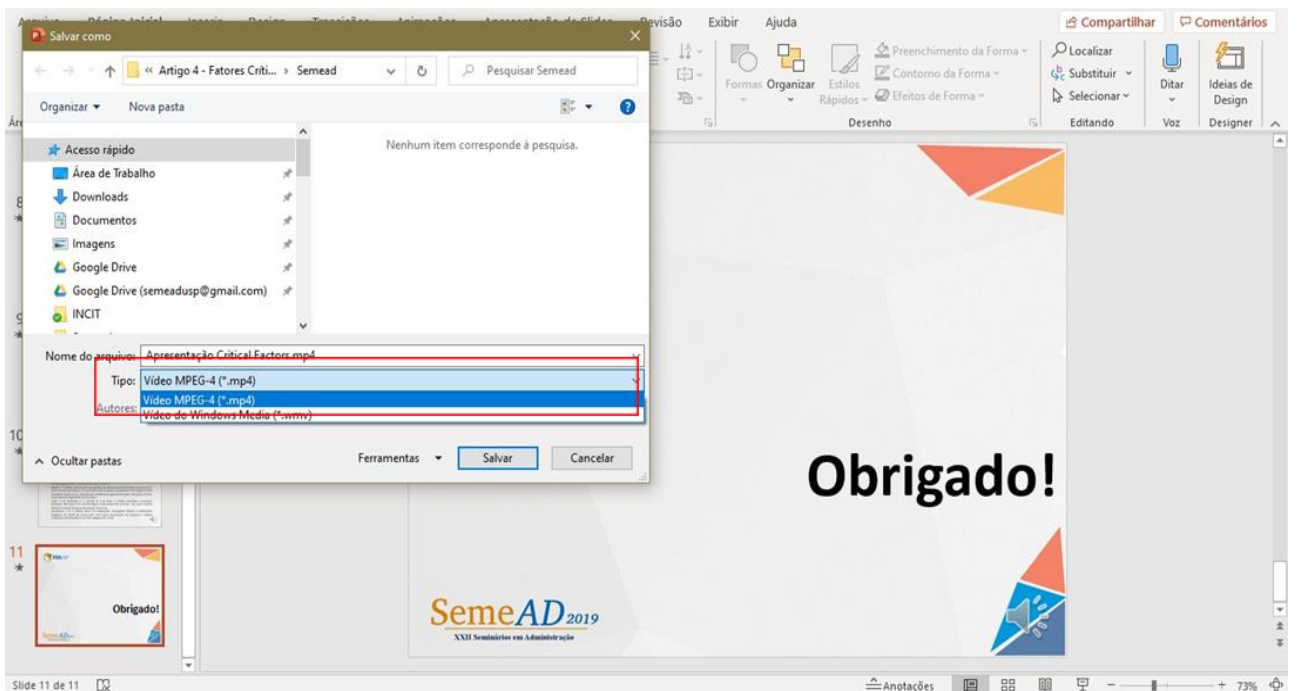 Salvar como
Revisão Exibir Ajuda
Compartilhar Comentários
« Artigo 4 - Fatores Críti... › Semead
Pesquisar Semead
Organizar Nova pasta
Acesso rápido
Área de Trabalho
Downloads
Documentos
Imagens
Google Drive
Google Drive (semeadusp@gmail.com)
INCIT
Nenhum item corresponde à pesquisa.
Nome do arquivo: Apresentação Critical Factors.mp4
Tipo: Vídeo MPEG-4 (*.mp4)
Vídeo MPEG-4 (*.mp4)
Autores: Vídeo do Windows Media (*.wmv)
Ocultar pastas
Ferramentas Salvar Cancelar
Formas Organizar Estilos Rápidos
Preenchimento da Forma
Contorno da Forma
Efeitos de Forma
Desenho
Localizar
Substituir
Selecionar
Editando
Ditar
Voz
Ideias de Design
Designer
10
11
Obrigado!
Obrigado!
SemeAD 2019
XXII Seminários em Administração
Slide 11 de 11
Anotações
73%